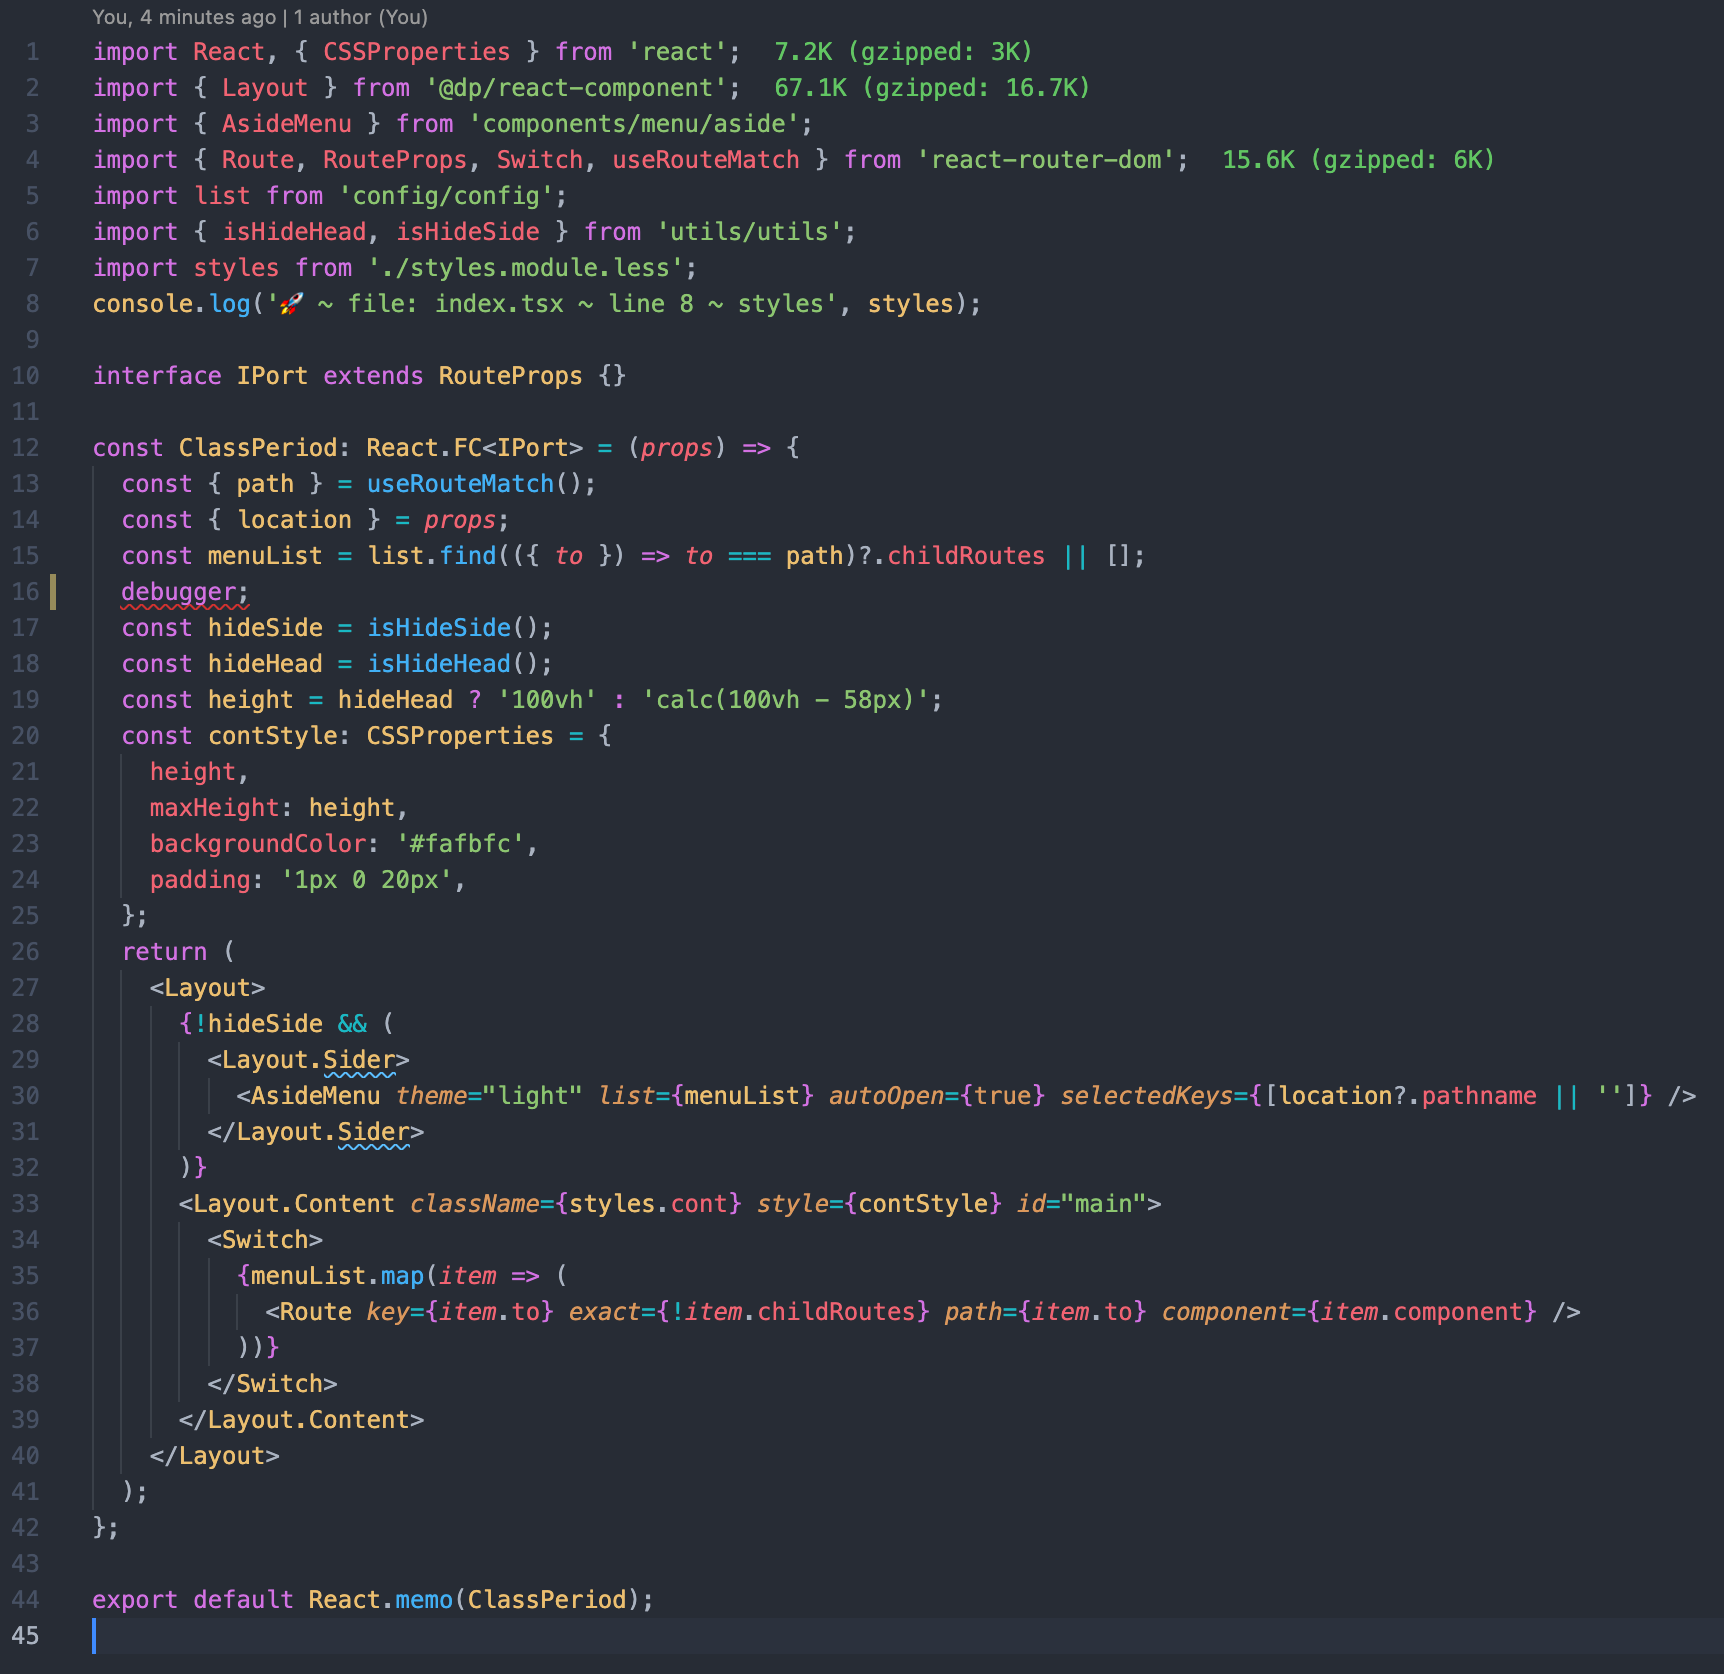 You, 4 minutes ago | 1 author (You)
1 import React, { CSSProperties } from 'react';  7.2K (gzipped: 3K)
2 import { Layout } from '@dp/react-component';  67.1K (gzipped: 16.7K)
3 import { AsideMenu } from 'components/menu/aside';
4 import { Route, RouteProps, Switch, useRouteMatch } from 'react-router-dom';  15.6K (gzipped: 6K)
5 import list from 'config/config';
6 import { isHideHead, isHideSide } from 'utils/utils';
7 import styles from './styles.module.less';
8 console.log('🚀 ~ file: index.tsx ~ line 8 ~ styles', styles);
9
10 interface IPort extends RouteProps {}
11
12 const ClassPeriod: React.FC<IPort> = (props) => {
13   const { path } = useRouteMatch();
14   const { location } = props;
15   const menuList = list.find(({ to }) => to === path)?.childRoutes || [];
16   debugger;
17   const hideSide = isHideSide();
18   const hideHead = isHideHead();
19   const height = hideHead ? '100vh' : 'calc(100vh - 58px)';
20   const contStyle: CSSProperties = {
21     height,
22     maxHeight: height,
23     backgroundColor: '#fafbfc',
24     padding: '1px 0 20px',
25   };
26   return (
27     <Layout>
28       {!hideSide && (
29         <Layout.Sider>
30           <AsideMenu theme="light" list={menuList} autoOpen={true} selectedKeys={[location?.pathname || '']} />
31         </Layout.Sider>
32       )}
33       <Layout.Content className={styles.cont} style={contStyle} id="main">
34         <Switch>
35           {menuList.map(item => (
36             <Route key={item.to} exact={!item.childRoutes} path={item.to} component={item.component} />
37           ))}
38         </Switch>
39       </Layout.Content>
40     </Layout>
41   );
42 };
43
44 export default React.memo(ClassPeriod);
45